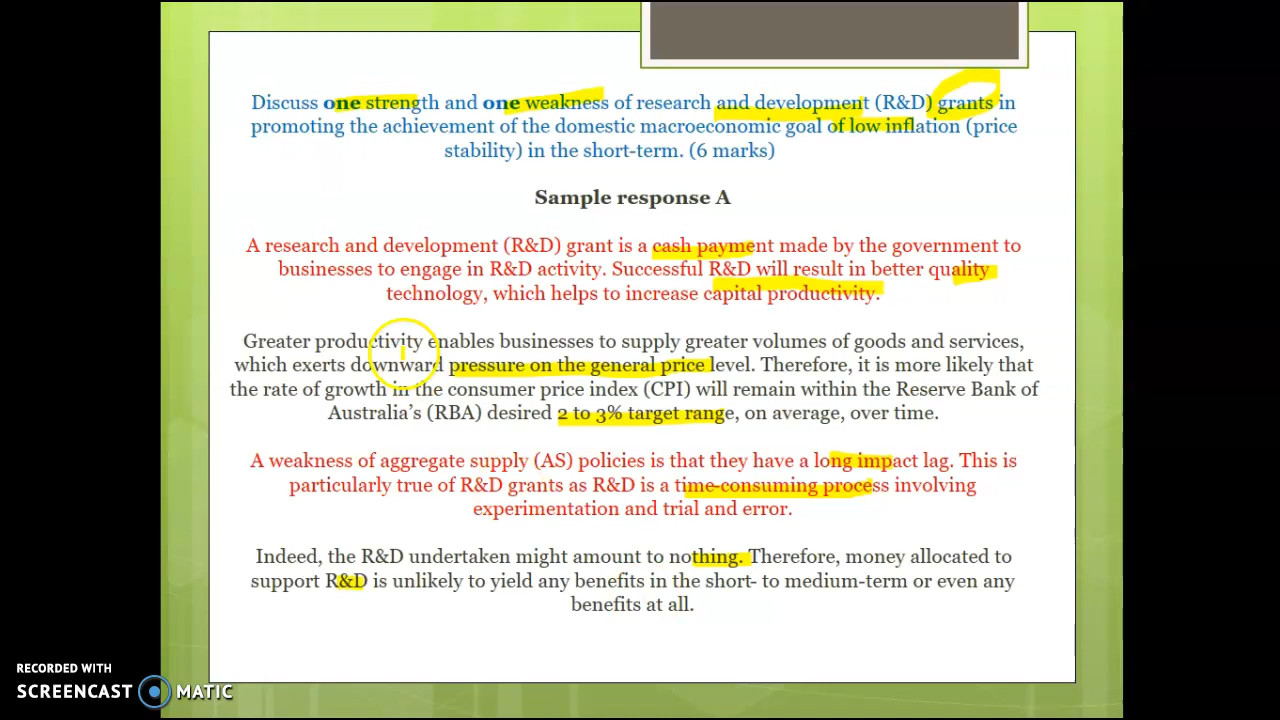 Discuss one strength and one weakness of research and development (R&D) grants in
promoting the achievement of the domestic macroeconomic goal of low inflation (price
stability) in the short-term. (6 marks)
Sample response A
A research and development (R&D) grant is a cash payment made by the government to
businesses to engage in R&D activity. Successful R&D will result in better quality
technology, which helps to increase capital productivity.
Greater productivity enables businesses to supply greater volumes of goods and services,
which exerts downward pressure on the general price level. Therefore, it is more likely that
the rate of growth in the consumer price index (CPI) will remain within the Reserve Bank of
Australia’s (RBA) desired 2 to 3% target range, on average, over time.
A weakness of aggregate supply (AS) policies is that they have a long impact lag. This is
particularly true of R&D grants as R&D is a time-consuming process involving
experimentation and trial and error.
Indeed, the R&D undertaken might amount to nothing. Therefore, money allocated to
support R&D is unlikely to yield any benefits in the short- to medium-term or even any
benefits at all.
RECORDED WITH
SCREENCAST MATIC